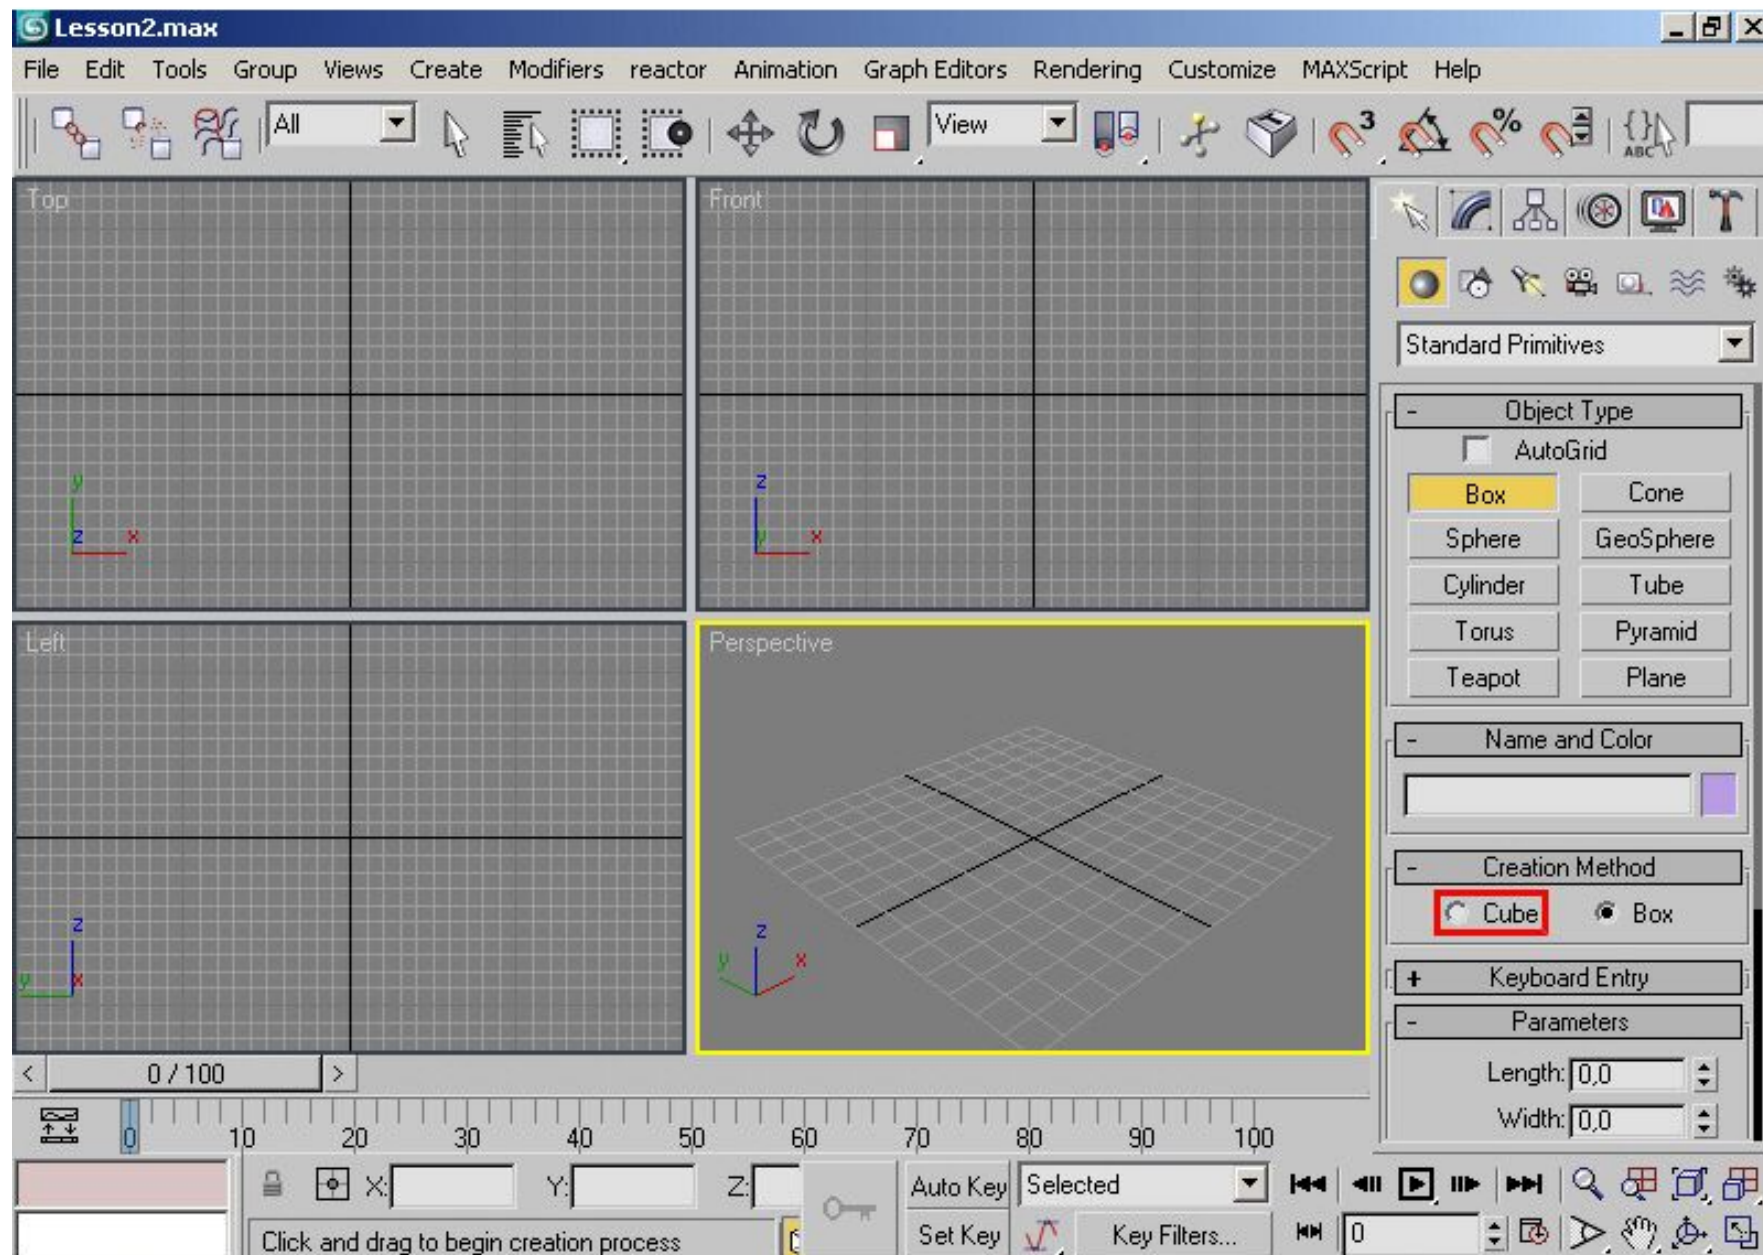 Lesson2.max
File Edit Tools Group Views Create Modifiers reactor Animation Graph Editors Rendering Customize MAXScript Help
All View 3 % {} ABC
Top
y
z x
Front
z
y x
Left
z
y x
Perspective
z
y x
Standard Primitives
- Object Type
AutoGrid
Box Cone
Sphere GeoSphere
Cylinder Tube
Torus Pyramid
Teapot Plane
- Name and Color
- Creation Method
Cube Box
+ Keyboard Entry
- Parameters
Length: 0,0
Width: 0,0
< 0 / 100 >
0 10 20 30 40 50 60 70 80 90 100
X: Y: Z: Auto Key Selected
Click and drag to begin creation process Set Key Key Filters... 0